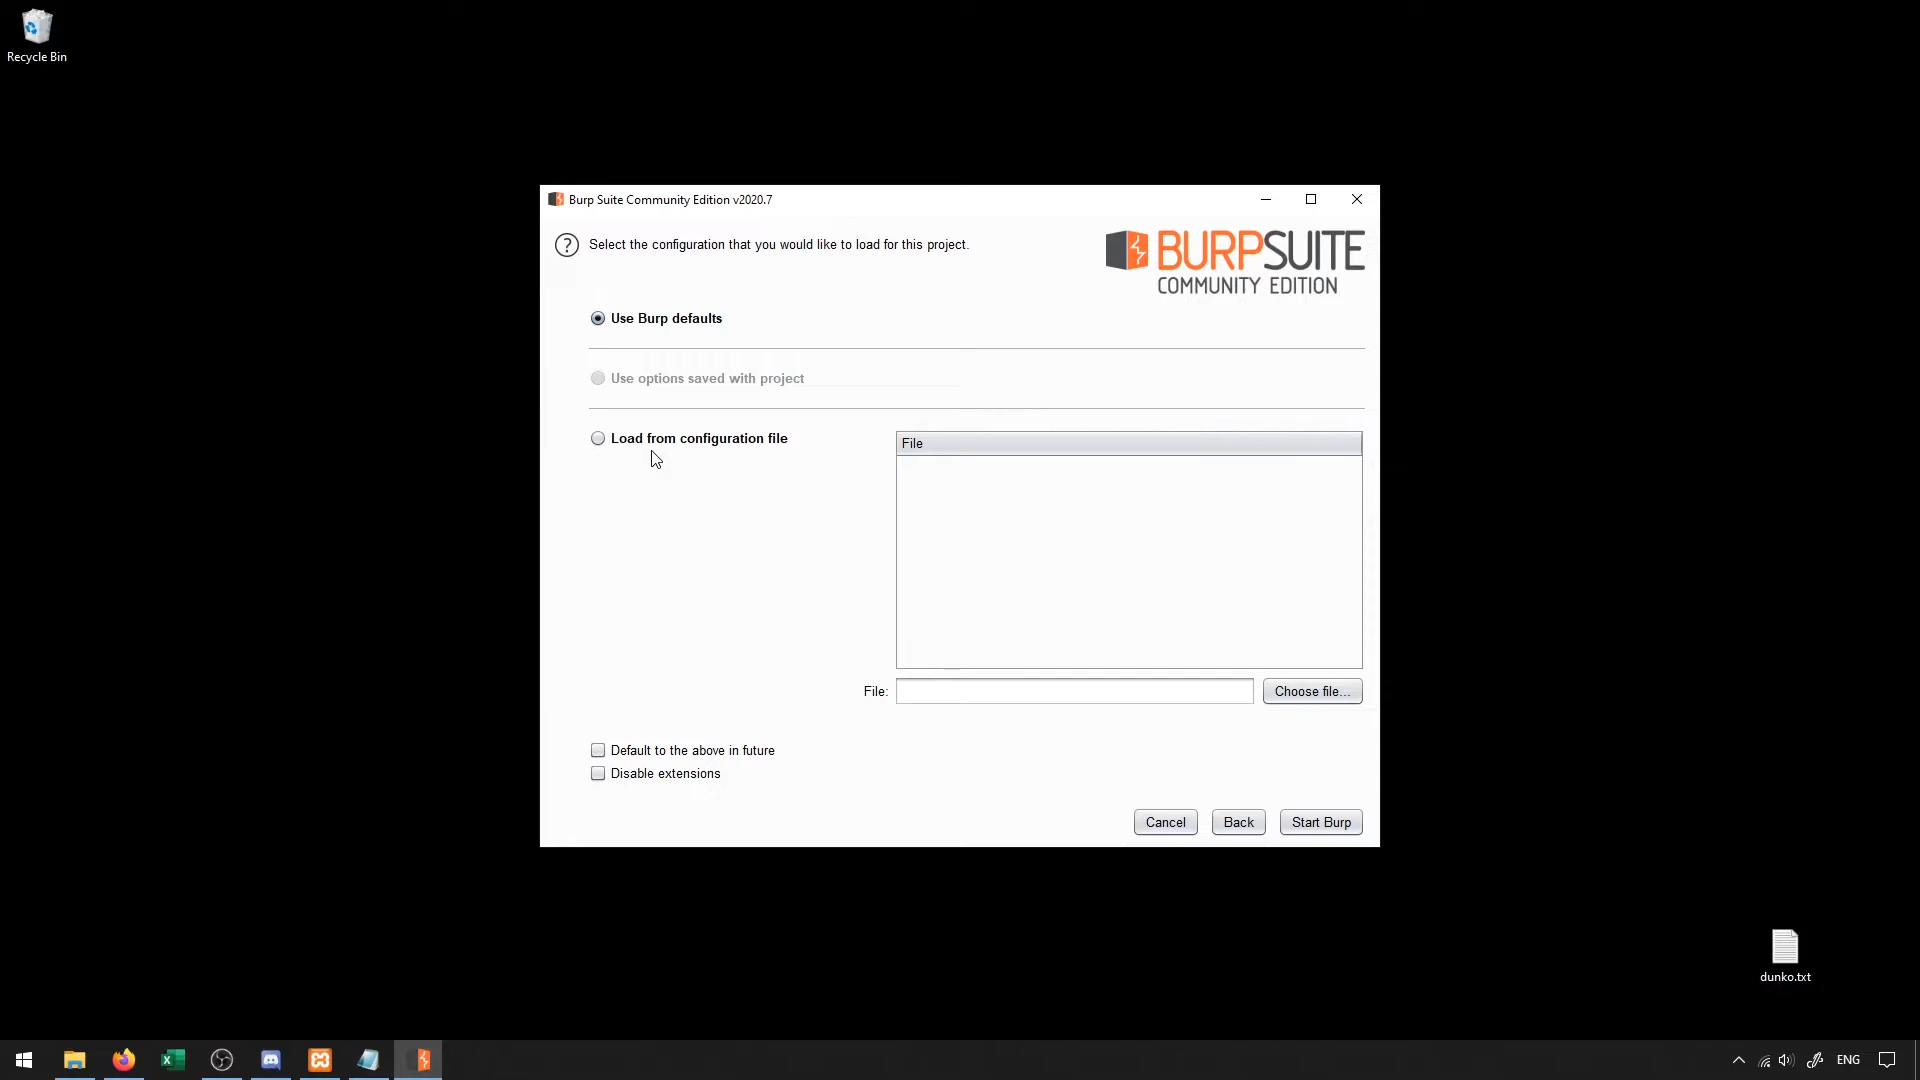 Recycle Bin
Burp Suite Community Edition v2020.7
Select the configuration that you would like to load for this project.
BURPSUITE
COMMUNITY EDITION
Use Burp defaults
Use options saved with project
Load from configuration file
File
File:
Choose file...
Default to the above in future
Disable extensions
Cancel
Back
Start Burp
dunko.txt
ENG